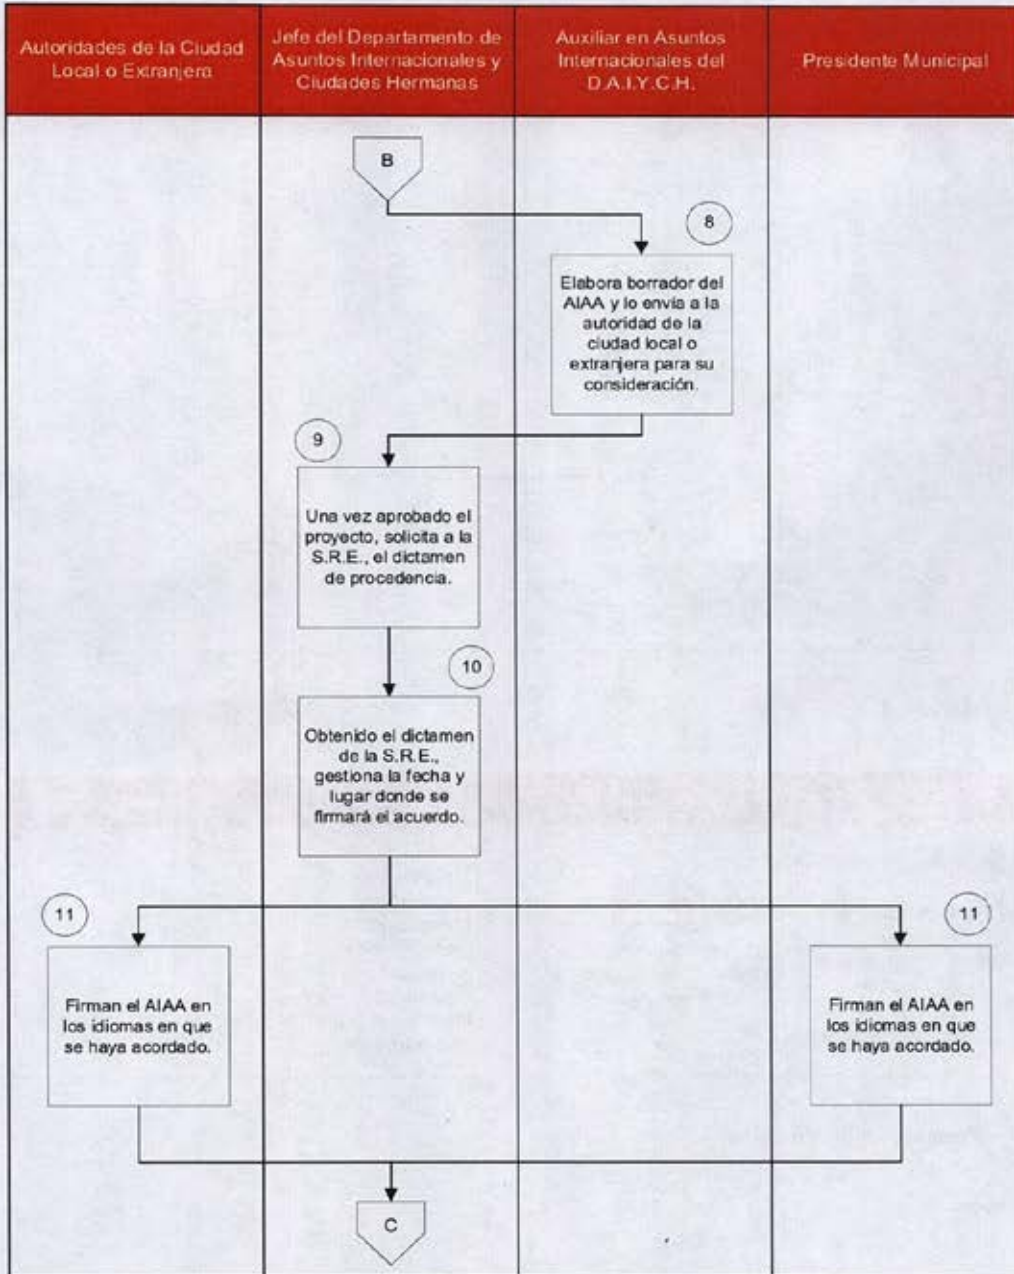 Autoridades de la Ciudad
Local o Extranjera
Jefe del Departamento de
Asuntos Internacionales y
Ciudades Hermanas
Auxiliar en Asuntos
Internacionales del
D.A.I.Y.C.H.
Presidente Municipal
B
8
Elabora borrador del
AIAA y lo envía a la
autoridad de la
ciudad local o
extranjera para su
consideración.
9
Una vez aprobado el
proyecto, solicita a la
S.R.E., el dictamen
de procedencia.
10
Obtenido el dictamen
de la S.R.E.,
gestiona la fecha y
lugar donde se
firmará el acuerdo.
11
Firman el AIAA en
los idiomas en que
se haya acordado.
11
Firman el AIAA en
los idiomas en que
se haya acordado.
C